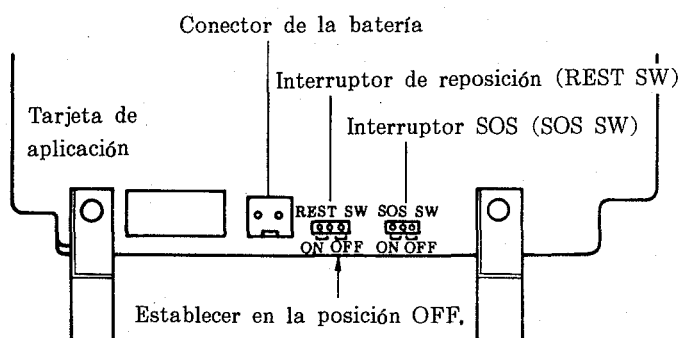 Conector de la batería
Interruptor de reposición (REST SW)
Tarjeta de
aplicación
Interruptor SOS (SOS SW)
REST SW SOS SW
ON OFF ON OFF
Establecer en la posición OFF.